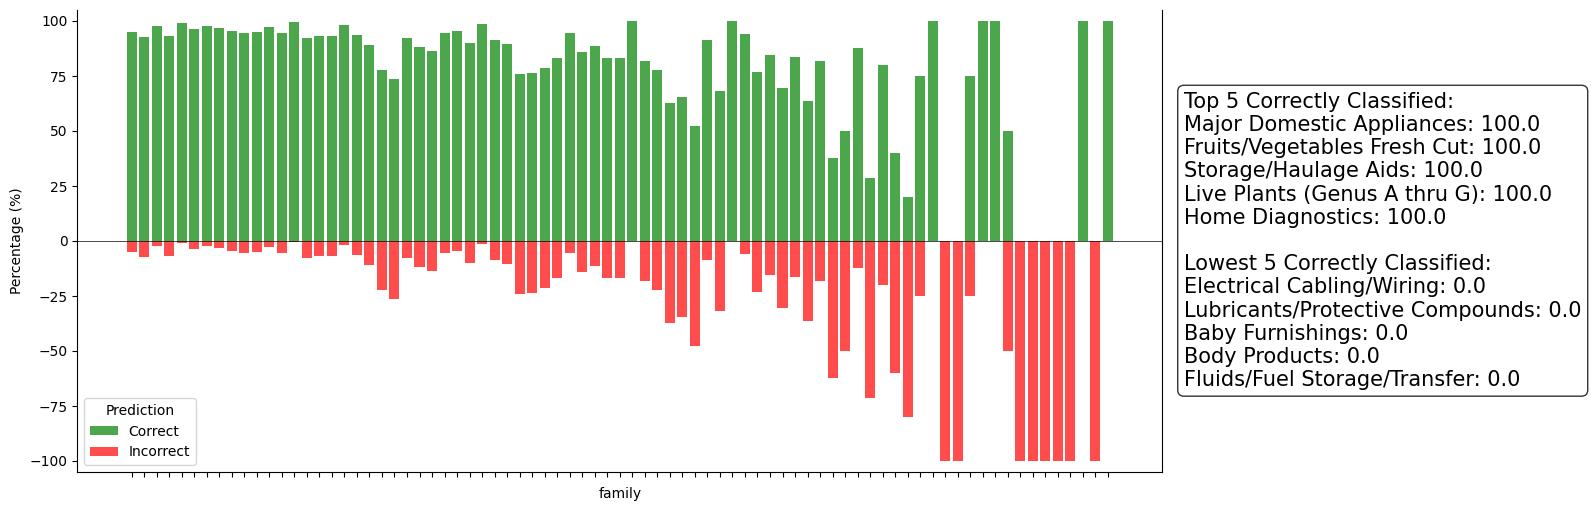 100
75
50
25
0
−25
−50
−75
−100
Percentage (%)
family
Prediction
Correct
Incorrect
Top 5 Correctly Classified:
Major Domestic Appliances: 100.0
Fruits/Vegetables Fresh Cut: 100.0
Storage/Haulage Aids: 100.0
Live Plants (Genus A thru G): 100.0
Home Diagnostics: 100.0
Lowest 5 Correctly Classified:
Electrical Cabling/Wiring: 0.0
Lubricants/Protective Compounds: 0.0
Baby Furnishings: 0.0
Body Products: 0.0
Fluids/Fuel Storage/Transfer: 0.0